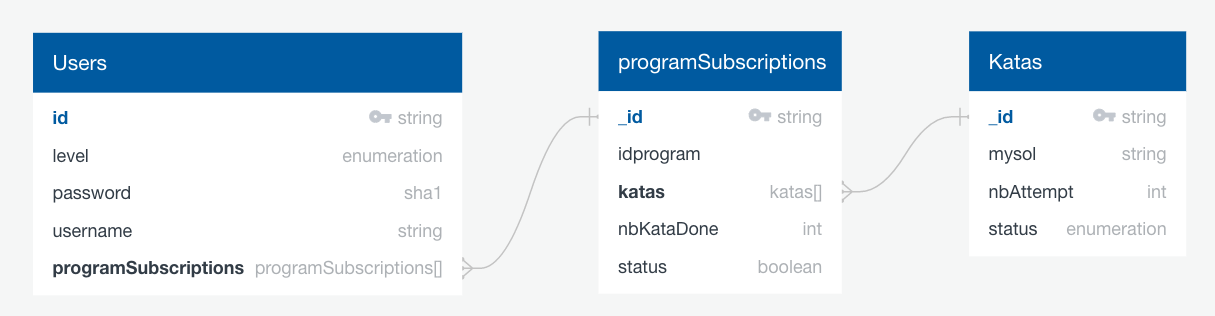 Users
id string
level enumeration
password sha1
username string
programSubscriptions programSubscriptions[]
programSubscriptions
_id string
idprogram
katas katas[]
nbKataDone int
status boolean
Katas
_id string
mysol string
nbAttempt int
status enumeration